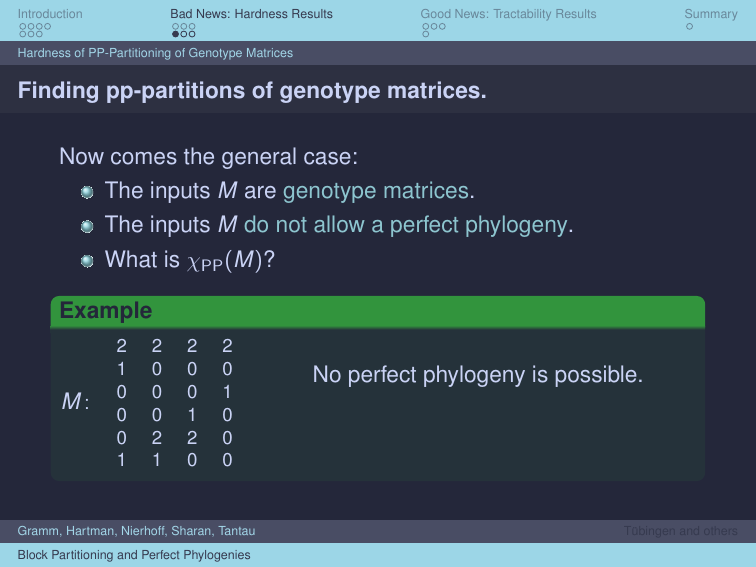 Introduction
Bad News: Hardness Results
Good News: Tractability Results
Summary
Hardness of PP-Partitioning of Genotype Matrices
Finding pp-partitions of genotype matrices.
Now comes the general case:
The inputs M are genotype matrices.
The inputs M do not allow a perfect phylogeny.
What is χPP(M)?
Example
M:
2 2 2 2
1 0 0 0
0 0 0 1
0 0 1 0
0 2 2 0
1 1 0 0
No perfect phylogeny is possible.
Gramm, Hartman, Nierhoff, Sharan, Tantau
Tübingen and others
Block Partitioning and Perfect Phylogenies